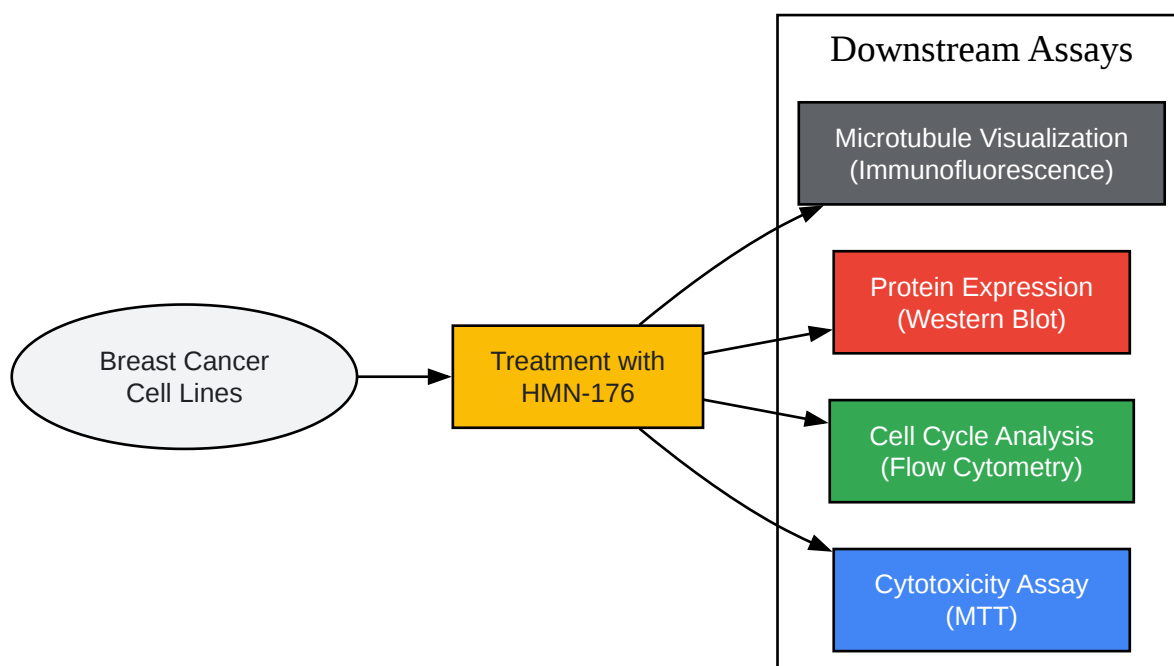 Downstream Assays
Microtubule Visualization
(Immunofluorescence)
Protein Expression
(Western Blot)
Breast Cancer
Cell Lines
Treatment with
HMN-176
Cell Cycle Analysis
(Flow Cytometry)
Cytotoxicity Assay
(MTT)